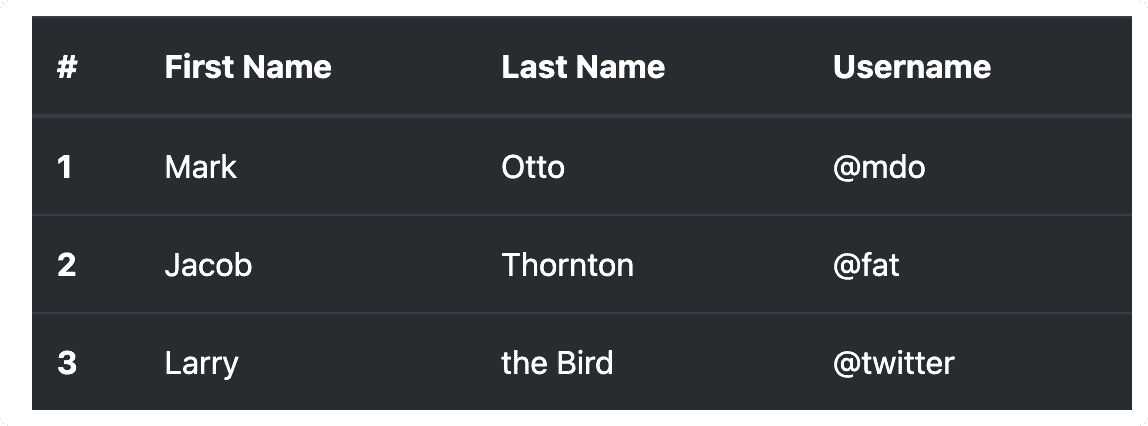 # First Name Last Name Username
1 Mark Otto @mdo
2 Jacob Thornton @fat
3 Larry the Bird @twitter